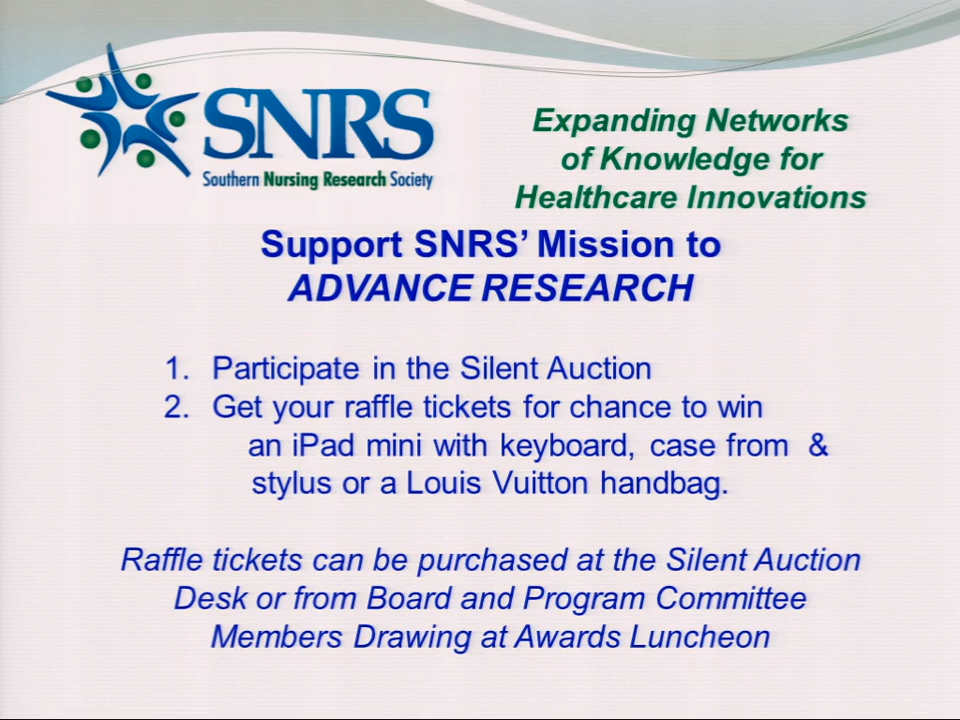 SNRS
Southern Nursing Research Society
Expanding Networks
of Knowledge for
Healthcare Innovations
Support SNRS’ Mission to
ADVANCE RESEARCH
1. Participate in the Silent Auction
2. Get your raffle tickets for chance to win
an iPad mini with keyboard, case from &
stylus or a Louis Vuitton handbag.
Raffle tickets can be purchased at the Silent Auction
Desk or from Board and Program Committee
Members Drawing at Awards Luncheon